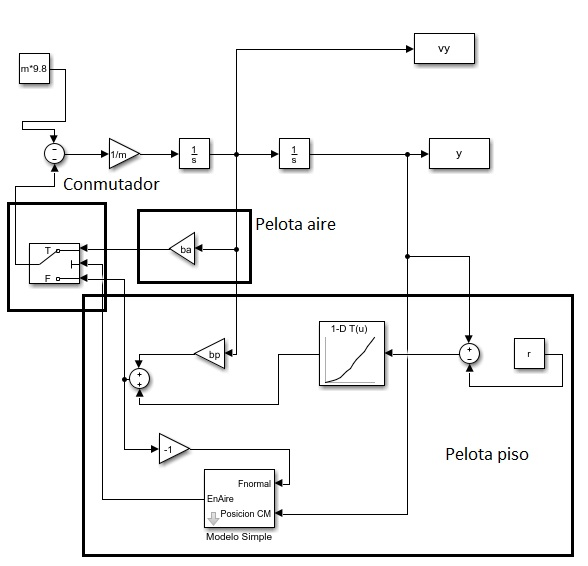 vy
m*9.8
1/m
1
s
1
s
y
Conmutador
Pelota aire
T
F
ba
1-D T(u)
bp
r
-1
Pelota piso
Fnormal
EnAire
Posicion CM
Modelo Simple